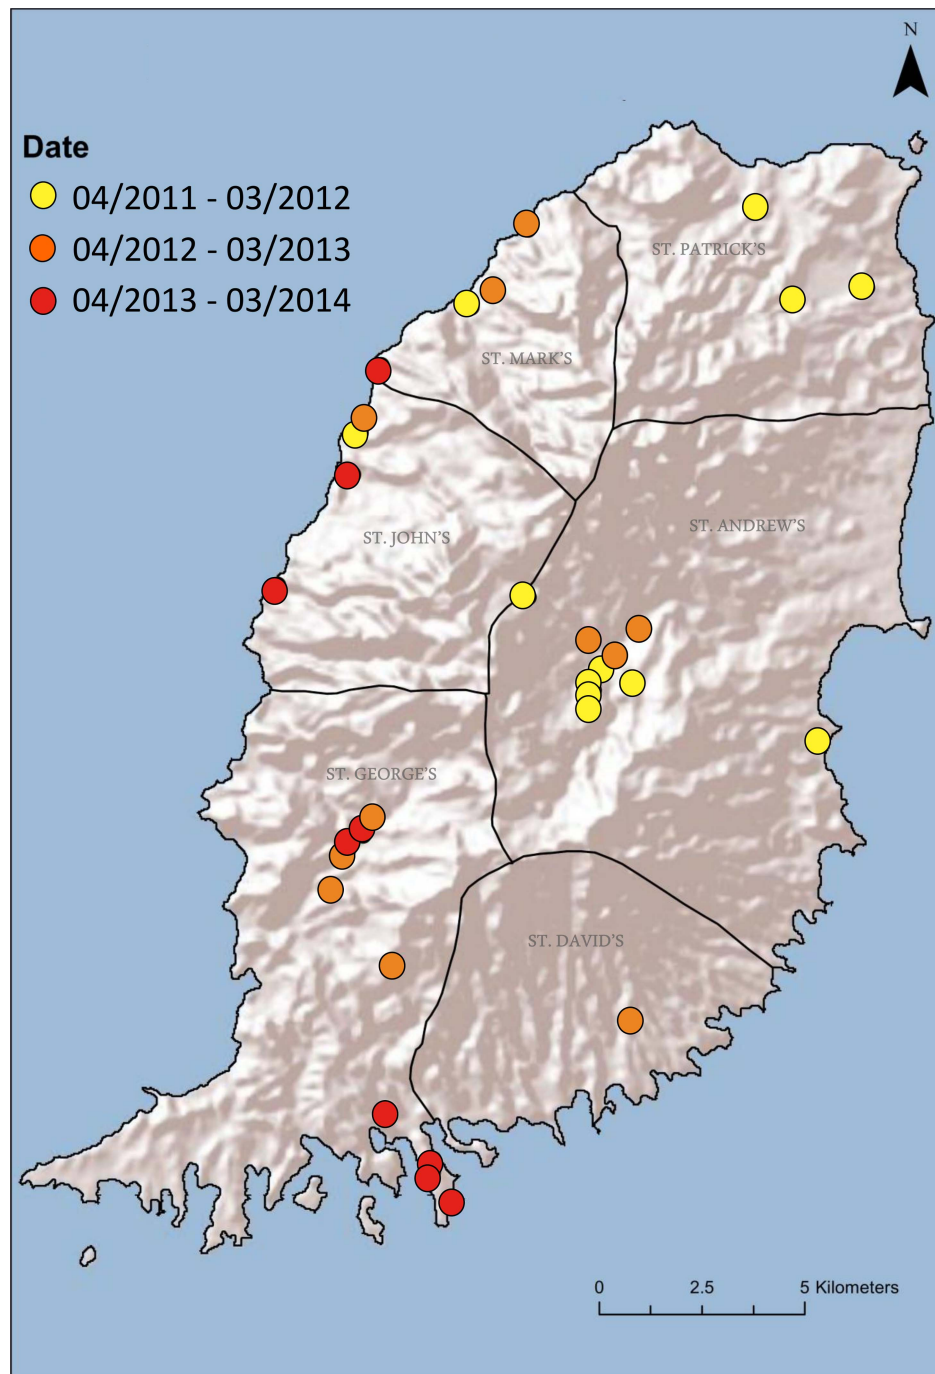 N
Date
04/2011 - 03/2012
04/2012 - 03/2013
04/2013 - 03/2014
ST. PATRICK'S
ST. MARK'S
ST. ANDREW'S
ST. JOHN'S
ST. GEORGE'S
ST. DAVID'S
0 2.5 5 Kilometers